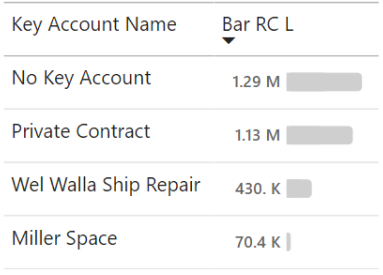 Key Account Name Bar RC L
No Key Account 1.29 M
Private Contract 1.13 M
Wel Walla Ship Repair 430. K
Miller Space 70.4 K